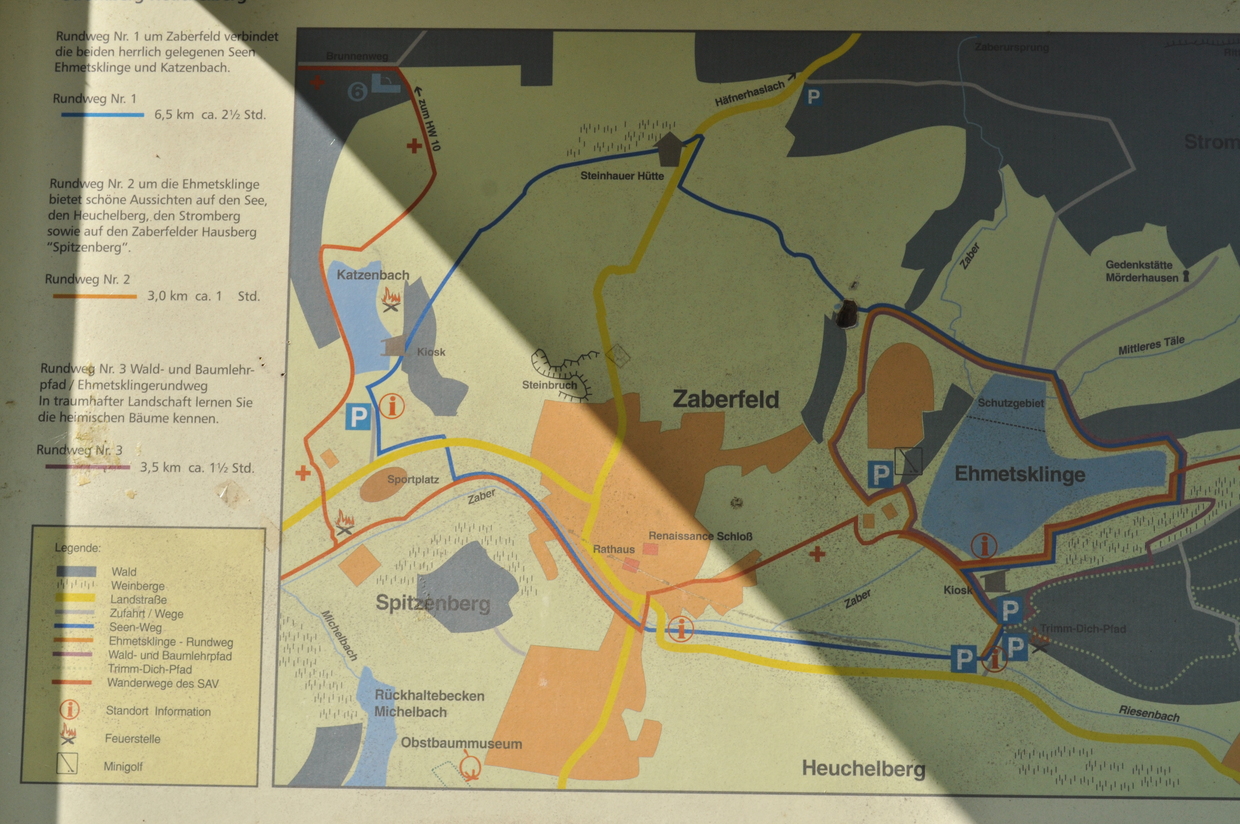 Rundweg Nr. 1 um Zaberfeld verbindet
die beiden herrlich gelegenen Seen
Ehmetsklinge und Katzenbach.
Rundweg Nr. 1
6,5 km ca. 2½ Std.
Rundweg Nr. 2 um die Ehmetsklinge
bietet schöne Aussichten auf den See,
den Heuchelberg, den Stromberg
sowie auf den Zaberfelder Hausberg
"Spitzenberg".
Rundweg Nr. 2
3,0 km ca. 1 Std.
Rundweg Nr. 3 Wald- und Baumlehr-
pfad / Ehmetsklingerundweg
In traumhafter Landschaft lernen Sie
die heimischen Bäume kennen.
Rundweg Nr. 3
3,5 km ca. 1½ Std.
Legende:
Wald
Weinberge
Landstraße
Zufahrt / Wege
Seen-Weg
Ehmetsklinge - Rundweg
Wald- und Baumlehrpfad
Trimm-Dich-Pfad
Wanderwege des SAV
i Standort Information
Feuerstelle
Minigolf
Brunnenweg
6
zum HW 10
Häfnerhaslach
P
Zaberursprung
Strom
Steinhauer Hütte
Zaber
Gedenkstätte
Mörderhausen
Katzenbach
Kiosk
Mittleres Täle
Steinbruch
Zaberfeld
Schutzgebiet
P
i
P
Ehmetsklinge
Sportplatz
Zaber
Renaissance Schloß
Rathaus
i
Spitzenberg
Kiosk
Zaber
P
Trimm-Dich-Pfad
Michelbach
i
P
P
i
Rückhaltebecken
Michelbach
Riesenbach
Obstbaummuseum
Heuchelberg